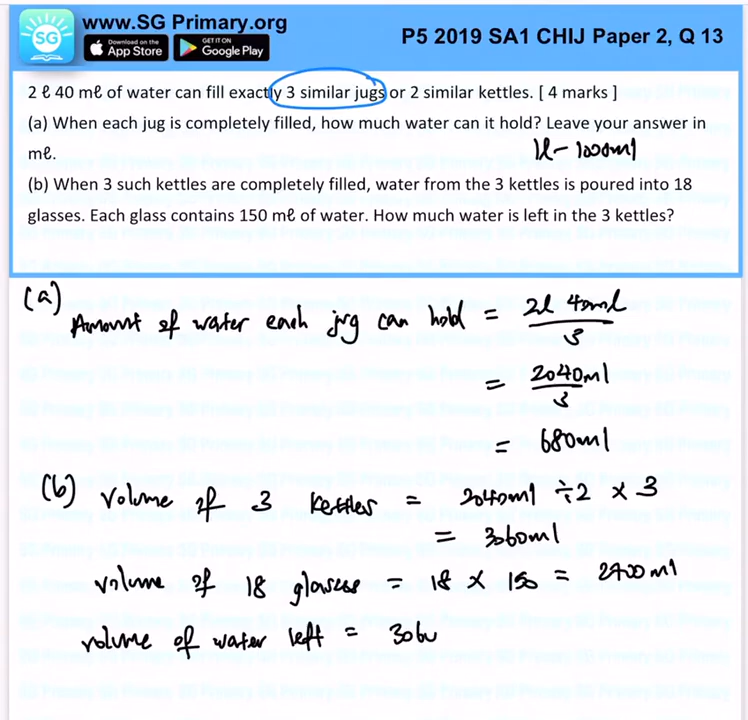 www.SG Primary.org
SG
Download on the
App Store
GET IT ON
Google Play
P5 2019 SA1 CHIJ Paper 2, Q 13
2 ℓ 40 mℓ of water can fill exactly 3 similar jugs or 2 similar kettles. [ 4 marks ]
(a) When each jug is completely filled, how much water can it hold? Leave your answer in
mℓ.
1l - 1000ml
(b) When 3 such kettles are completely filled, water from the 3 kettles is poured into 18
glasses. Each glass contains 150 mℓ of water. How much water is left in the 3 kettles?
(a)
Amount of water each jug can hold = 2l 40ml
3
= 2040ml
3
= 680ml
(b) Volume of 3 kettles = 2040ml ÷ 2 × 3
= 3060ml
volume of 18 glasses = 18 × 150 = 2700ml
volume of water left = 3060